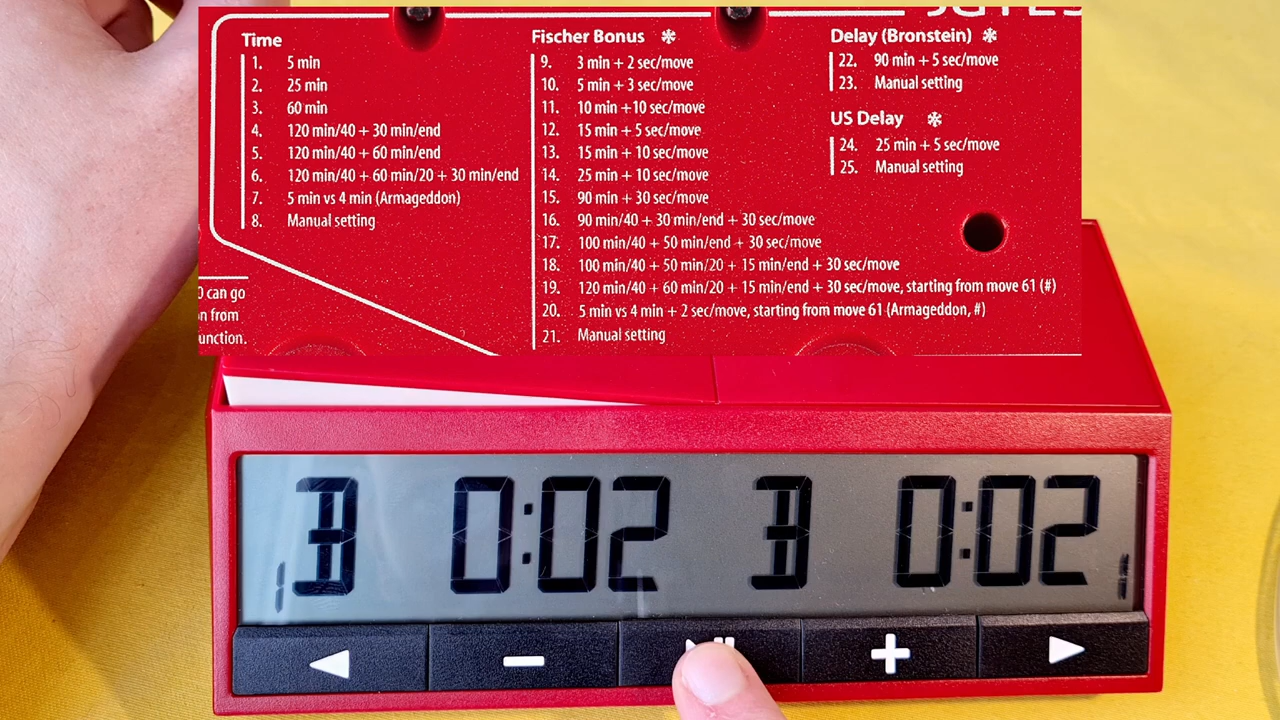 Time
1. 5 min
2. 25 min
3. 60 min
4. 120 min/40 + 30 min/end
5. 120 min/40 + 60 min/end
6. 120 min/40 + 60 min/20 + 30 min/end
7. 5 min vs 4 min (Armageddon)
8. Manual setting
0 can go
n from
unction.
Fischer Bonus ✼
9. 3 min + 2 sec/move
10. 5 min + 3 sec/move
11. 10 min +10 sec/move
12. 15 min + 5 sec/move
13. 15 min + 10 sec/move
14. 25 min + 10 sec/move
15. 90 min + 30 sec/move
16. 90 min/40 + 30 min/end + 30 sec/move
17. 100 min/40 + 50 min/end + 30 sec/move
18. 100 min/40 + 50 min/20 + 15 min/end + 30 sec/move
19. 120 min/40 + 60 min/20 + 15 min/end + 30 sec/move, starting from move 61 (#)
20. 5 min vs 4 min + 2 sec/move, starting from move 61 (Armageddon, #)
21. Manual setting
Delay (Bronstein) ✼
22. 90 min + 5 sec/move
23. Manual setting
US Delay ✼
24. 25 min + 5 sec/move
25. Manual setting
1 B 0:02 B 0:02 1